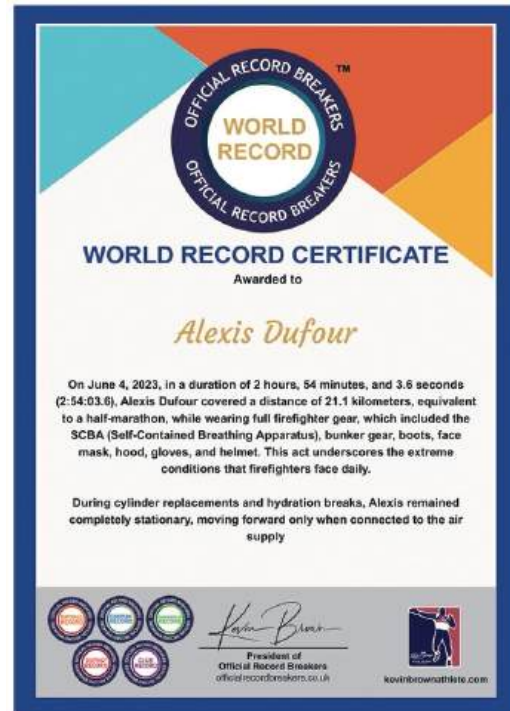 OFFICIAL RECORD BREAKERS
TM
WORLD
RECORD
OFFICIAL RECORD BREAKERS
WORLD RECORD CERTIFICATE
Awarded to
Alexis Dufour
On June 4, 2023, in a duration of 2 hours, 54 minutes, and 3.6 seconds
(2:54:03.6), Alexis Dufour covered a distance of 21.1 kilometers, equivalent
to a half-marathon, while wearing full firefighter gear, which included the
SCBA (Self-Contained Breathing Apparatus), bunker gear, boots, face
mask, hood, gloves, and helmet. This act underscores the extreme
conditions that firefighters face daily.
During cylinder replacements and hydration breaks, Alexis remained
completely stationary, moving forward only when connected to the air
supply
Kevin Brown
President of
Official Record Breakers
officialrecordbreakers.co.uk
kevinbrownathlete.com